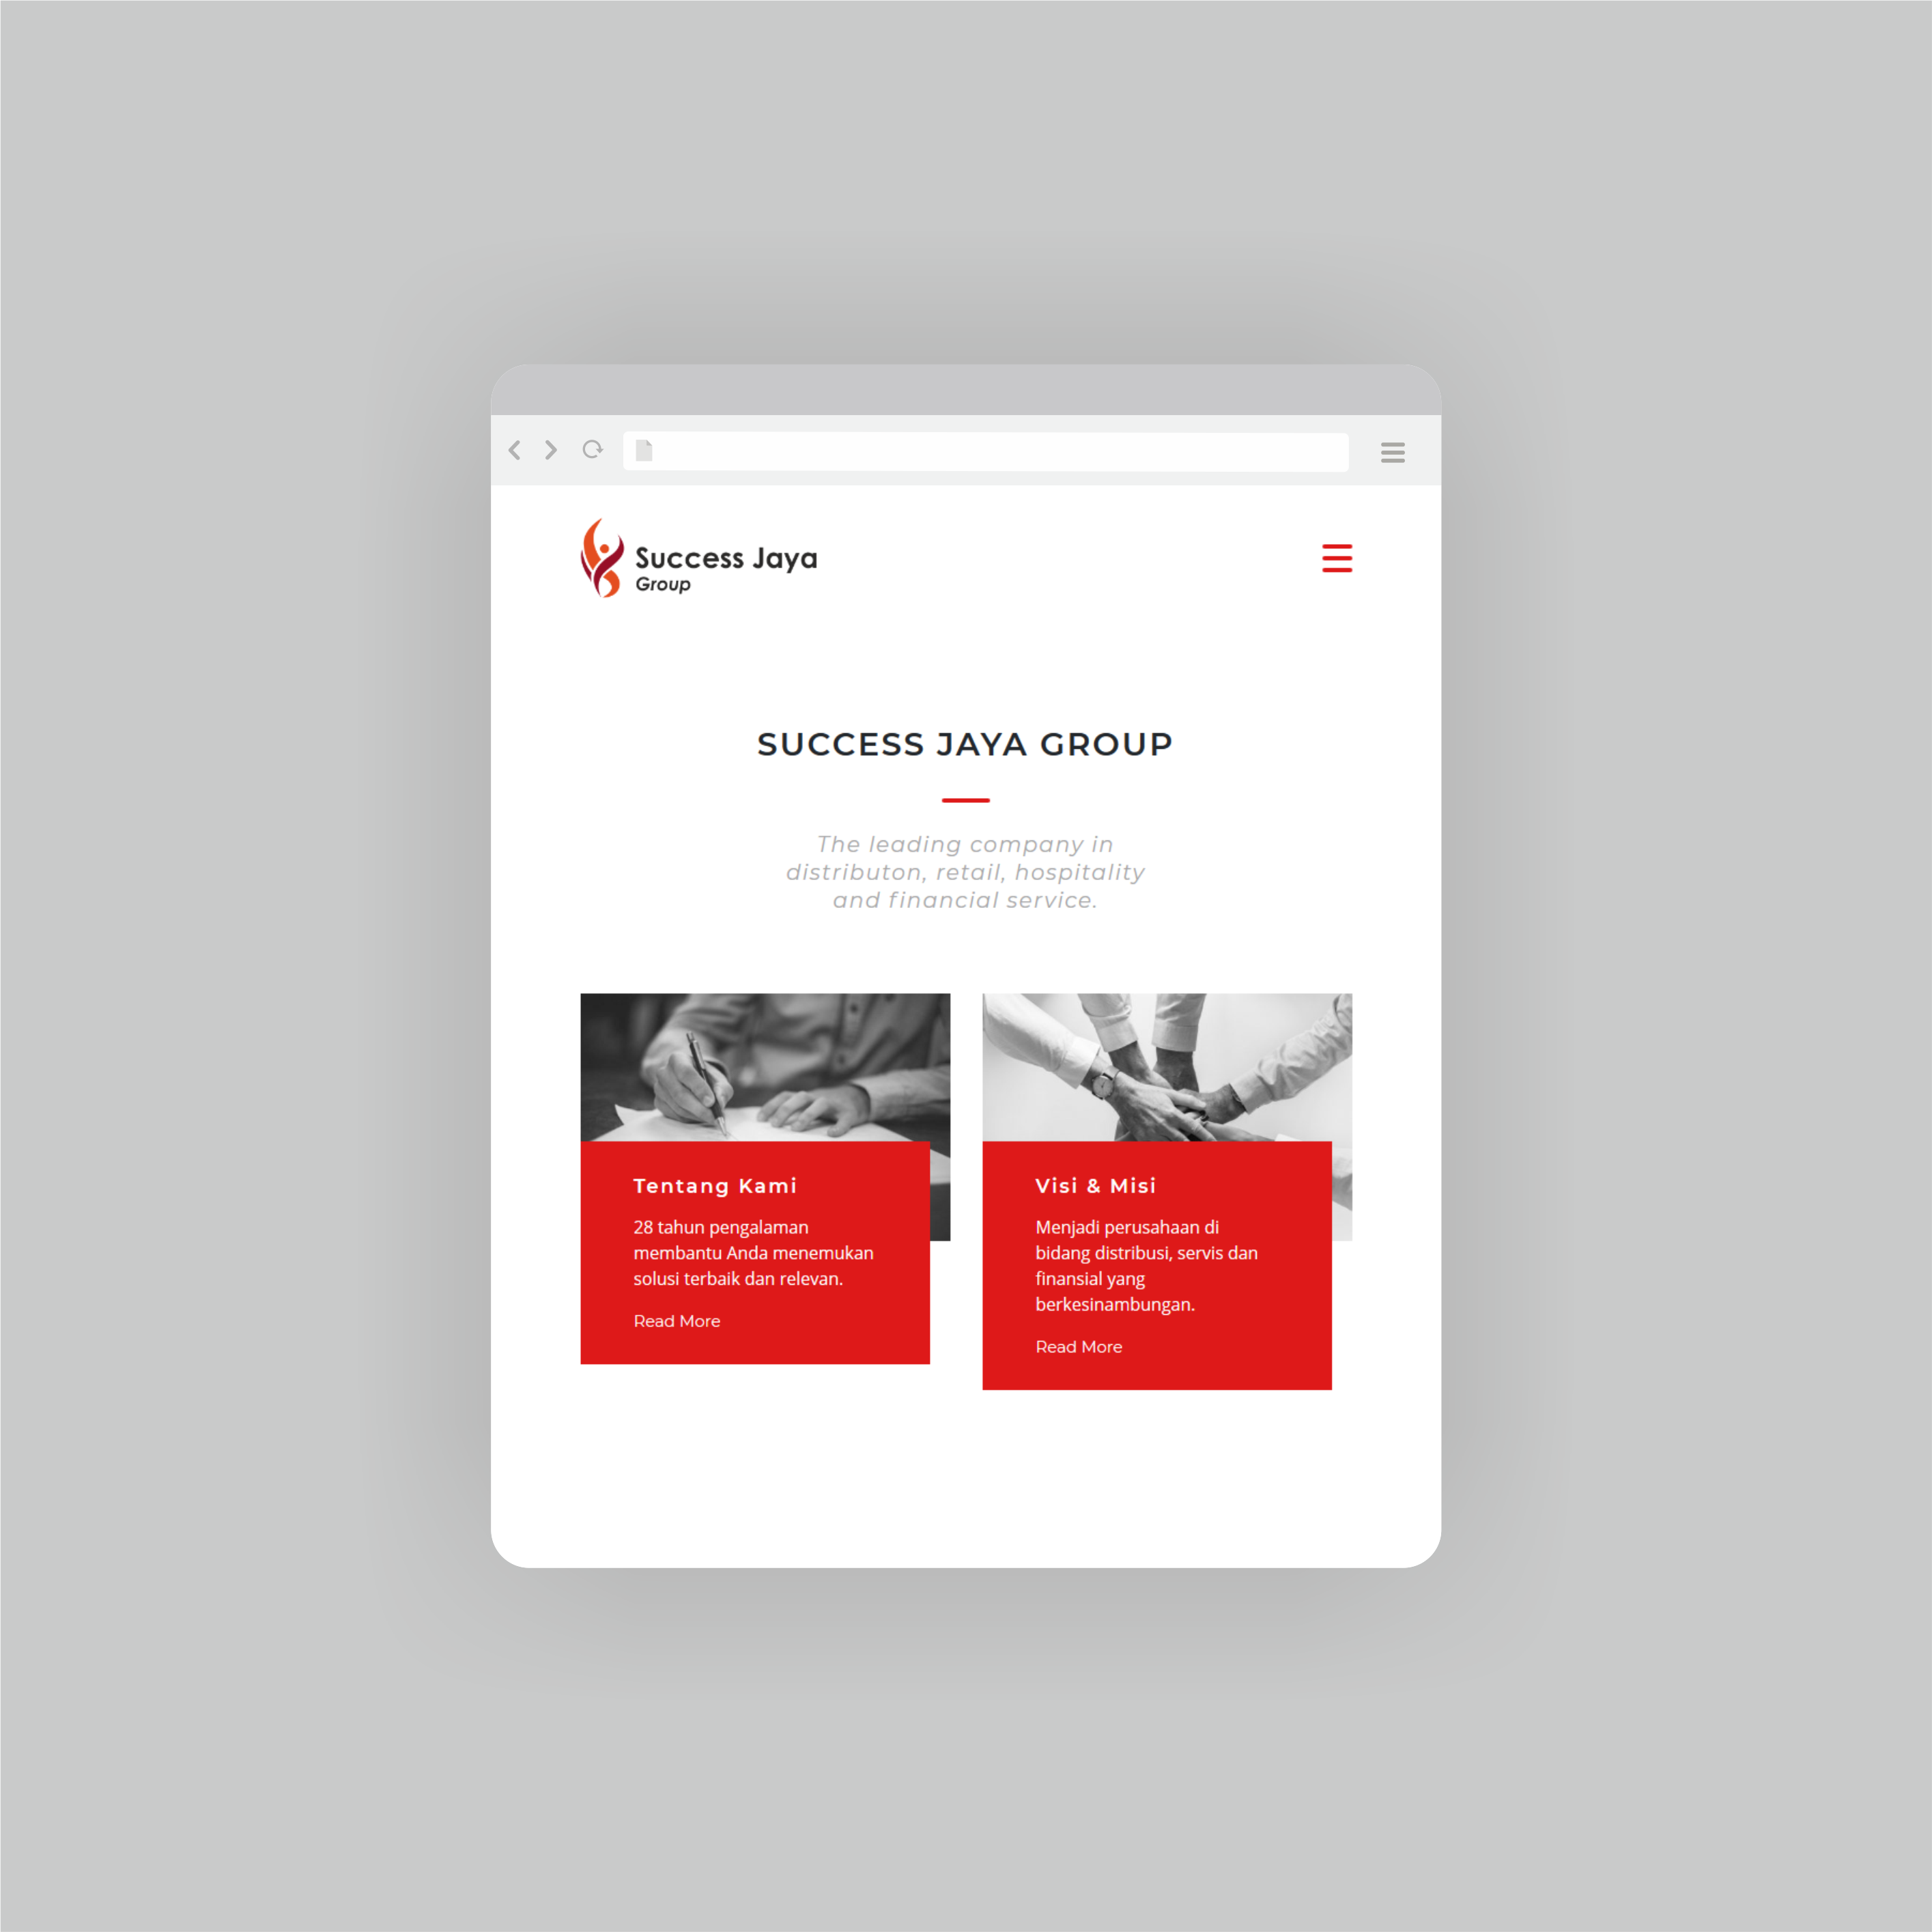 Success Jaya
Group
SUCCESS JAYA GROUP
The leading company in
distributon, retail, hospitality
and financial service.
Tentang Kami
28 tahun pengalaman
membantu Anda menemukan
solusi terbaik dan relevan.
Read More
Visi & Misi
Menjadi perusahaan di
bidang distribusi, servis dan
finansial yang
berkesinambungan.
Read More